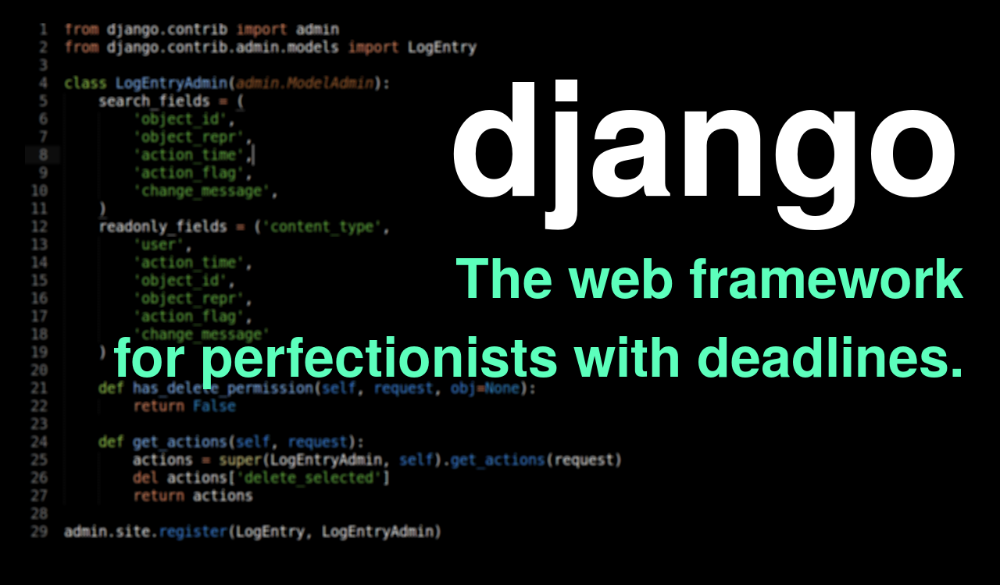 1 from django.contrib import admin
2 from django.contrib.admin.models import LogEntry
3
4 class LogEntryAdmin(admin.ModelAdmin):
5     search_fields = (
6         'object_id',
7         'object_repr',
8         'action_time',
9         'action_flag',
10         'change_message',
11     )
12     readonly_fields = ('content_type',
13         'user',
14         'action_time',
15         'object_id',
16         'object_repr',
17         'action_flag',
18         'change_message'
19     )
20
21     def has_delete_permission(self, request, obj=None):
22         return False
23
24     def get_actions(self, request):
25         actions = super(LogEntryAdmin, self).get_actions(request)
26         del actions['delete_selected']
27         return actions
28
29 admin.site.register(LogEntry, LogEntryAdmin)
django
The web framework
for perfectionists with deadlines.